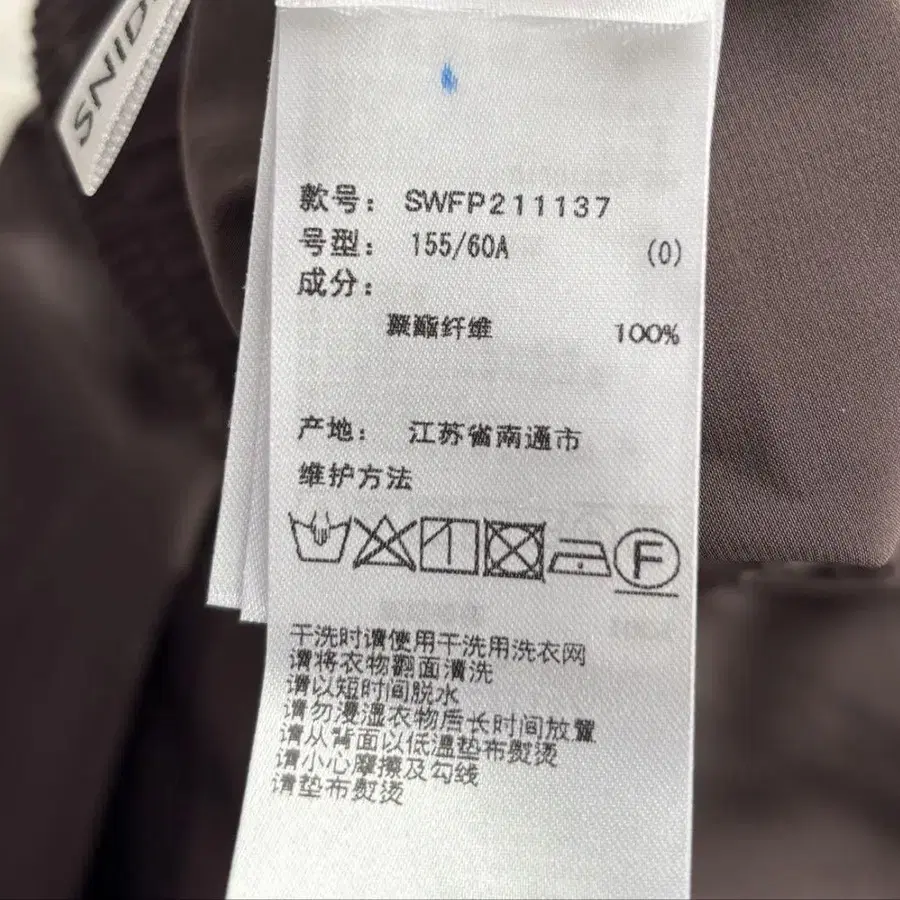 SNID
款号： SWFP211137
号型： 155/60A (0)
成分：
聚酯纤维 100%
产地： 江苏省南通市
维护方法
F
干洗时请使用干洗用洗衣网
请将衣物翻面清洗
请以短时间脱水
请勿浸湿衣物后长时间放置
请从背面以低温垫布熨烫
请小心摩擦及勾线
请垫布熨烫